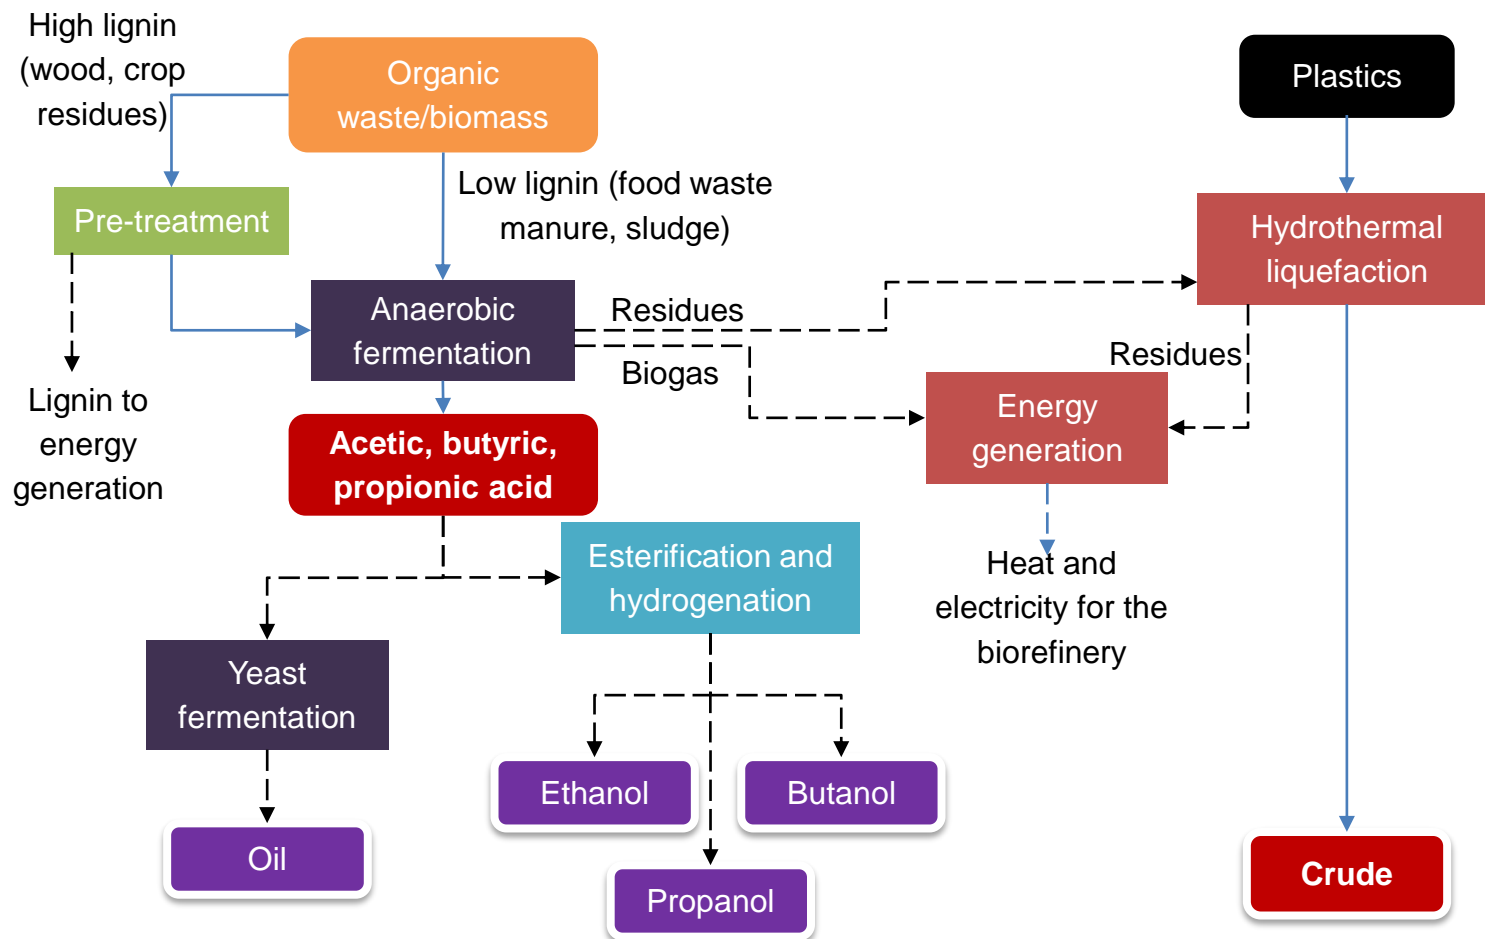 High lignin
(wood, crop
residues)
Organic
waste/biomass
Plastics
Pre-treatment
Low lignin (food waste
manure, sludge)
Hydrothermal
liquefaction
Anaerobic
fermentation
Residues
Biogas
Residues
Lignin to
energy
generation
Energy
generation
Acetic, butyric,
propionic acid
Esterification and
hydrogenation
Heat and
electricity for the
biorefinery
Yeast
fermentation
Ethanol
Butanol
Oil
Propanol
Crude